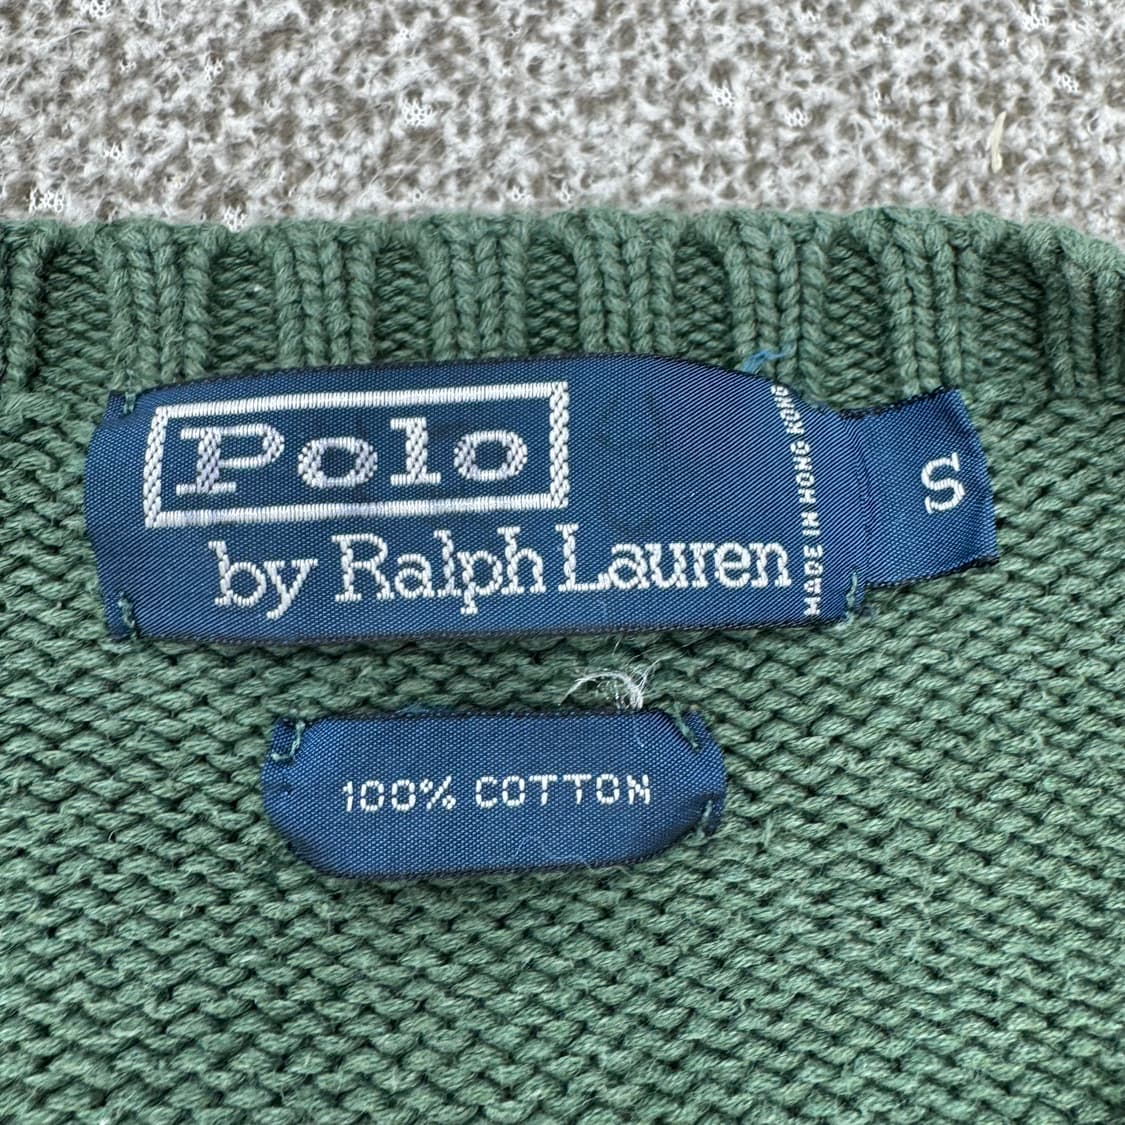 Polo
by Ralph Lauren
MADE IN HONG KONG
S
100% COTTON